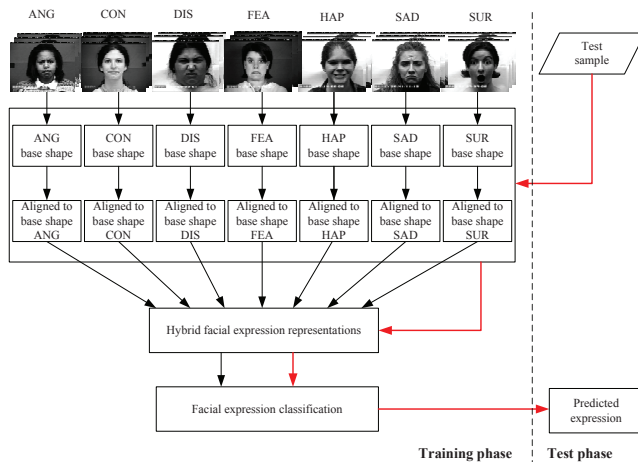 ANG CON DIS FEA HAP SAD SUR
Test
sample
ANG
base shape
CON
base shape
DIS
base shape
FEA
base shape
HAP
base shape
SAD
base shape
SUR
base shape
Aligned to
base shape
ANG
Aligned to
base shape
CON
Aligned to
base shape
DIS
Aligned to
base shape
FEA
Aligned to
base shape
HAP
Aligned to
base shape
SAD
Aligned to
base shape
SUR
Hybrid facial expression representations
Facial expression classification
Predicted
expression
Training phase
Test phase